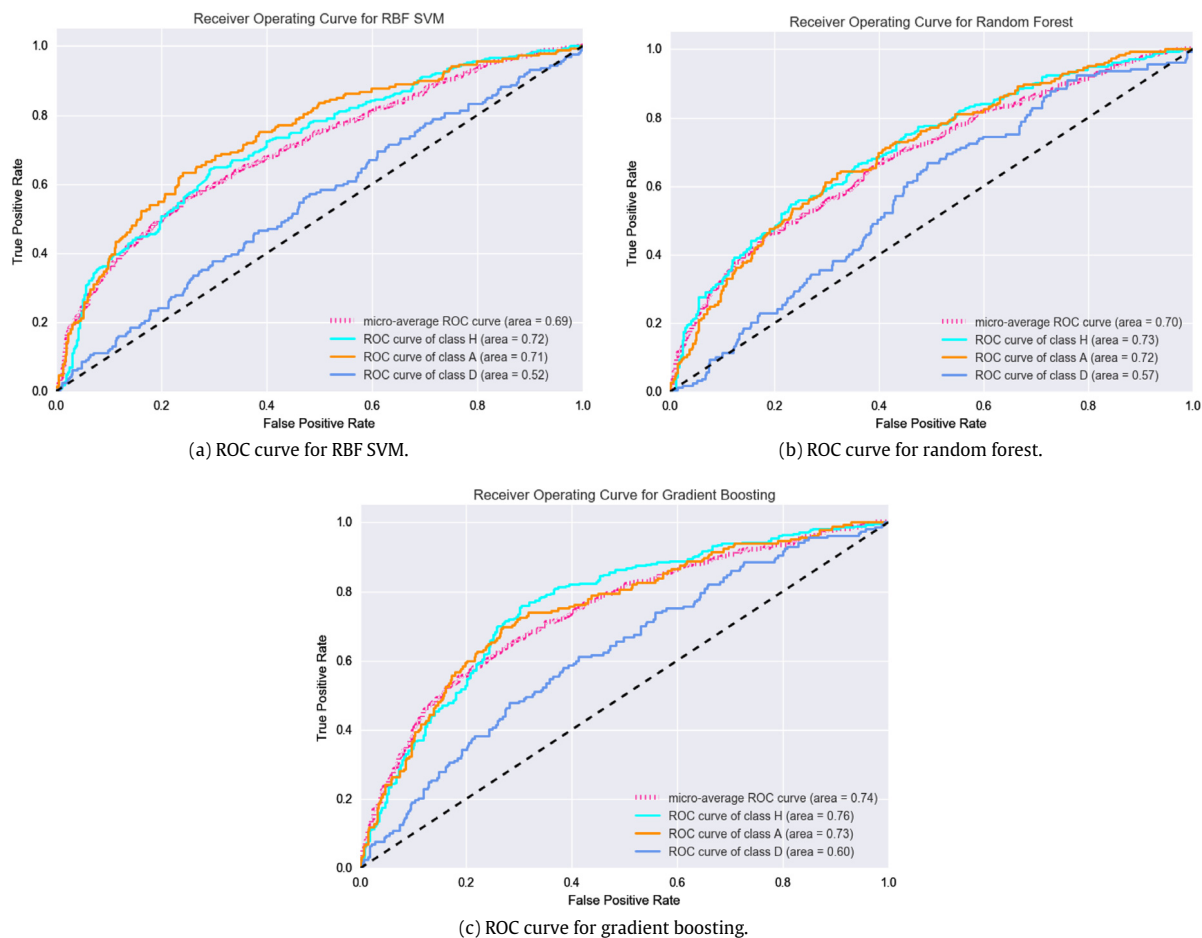 Receiver Operating Curve for RBF SVM
1.0
0.8
0.6
0.4
0.2
0.0
True Positive Rate
micro-average ROC curve (area = 0.69)
ROC curve of class H (area = 0.72)
ROC curve of class A (area = 0.71)
ROC curve of class D (area = 0.52)
0.0 0.2 0.4 0.6 0.8 1.0
False Positive Rate
(a) ROC curve for RBF SVM.
Receiver Operating Curve for Random Forest
1.0
0.8
0.6
0.4
0.2
0.0
True Positive Rate
micro-average ROC curve (area = 0.70)
ROC curve of class H (area = 0.73)
ROC curve of class A (area = 0.72)
ROC curve of class D (area = 0.57)
0.0 0.2 0.4 0.6 0.8 1.0
False Positive Rate
(b) ROC curve for random forest.
Receiver Operating Curve for Gradient Boosting
1.0
0.8
0.6
0.4
0.2
0.0
True Positive Rate
micro-average ROC curve (area = 0.74)
ROC curve of class H (area = 0.76)
ROC curve of class A (area = 0.73)
ROC curve of class D (area = 0.60)
0.0 0.2 0.4 0.6 0.8 1.0
False Positive Rate
(c) ROC curve for gradient boosting.